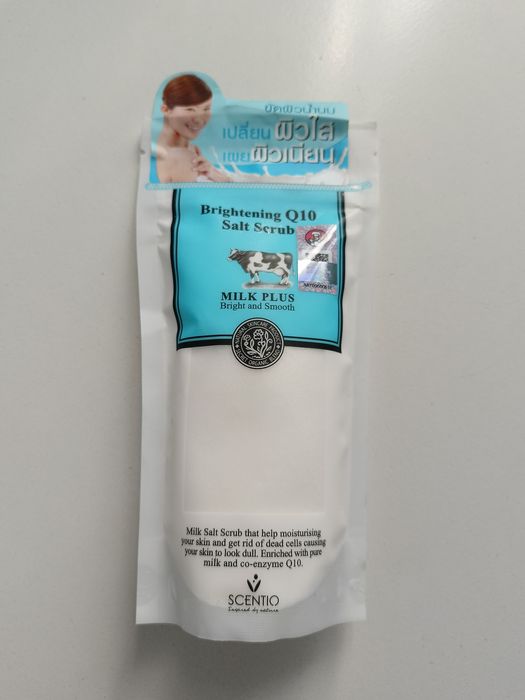 ขัดผิวน้ำนม
เปลี่ยน ผิวใส
เผยผิวเนียน
Brightening Q10
Salt Scrub
MILK PLUS
Bright and Smooth
Milk Salt Scrub that help moisturising
your skin and get rid of dead cells causing
your skin to look dull. Enriched with pure
milk and co-enzyme Q10.
SCENTIO
Inspired by nature